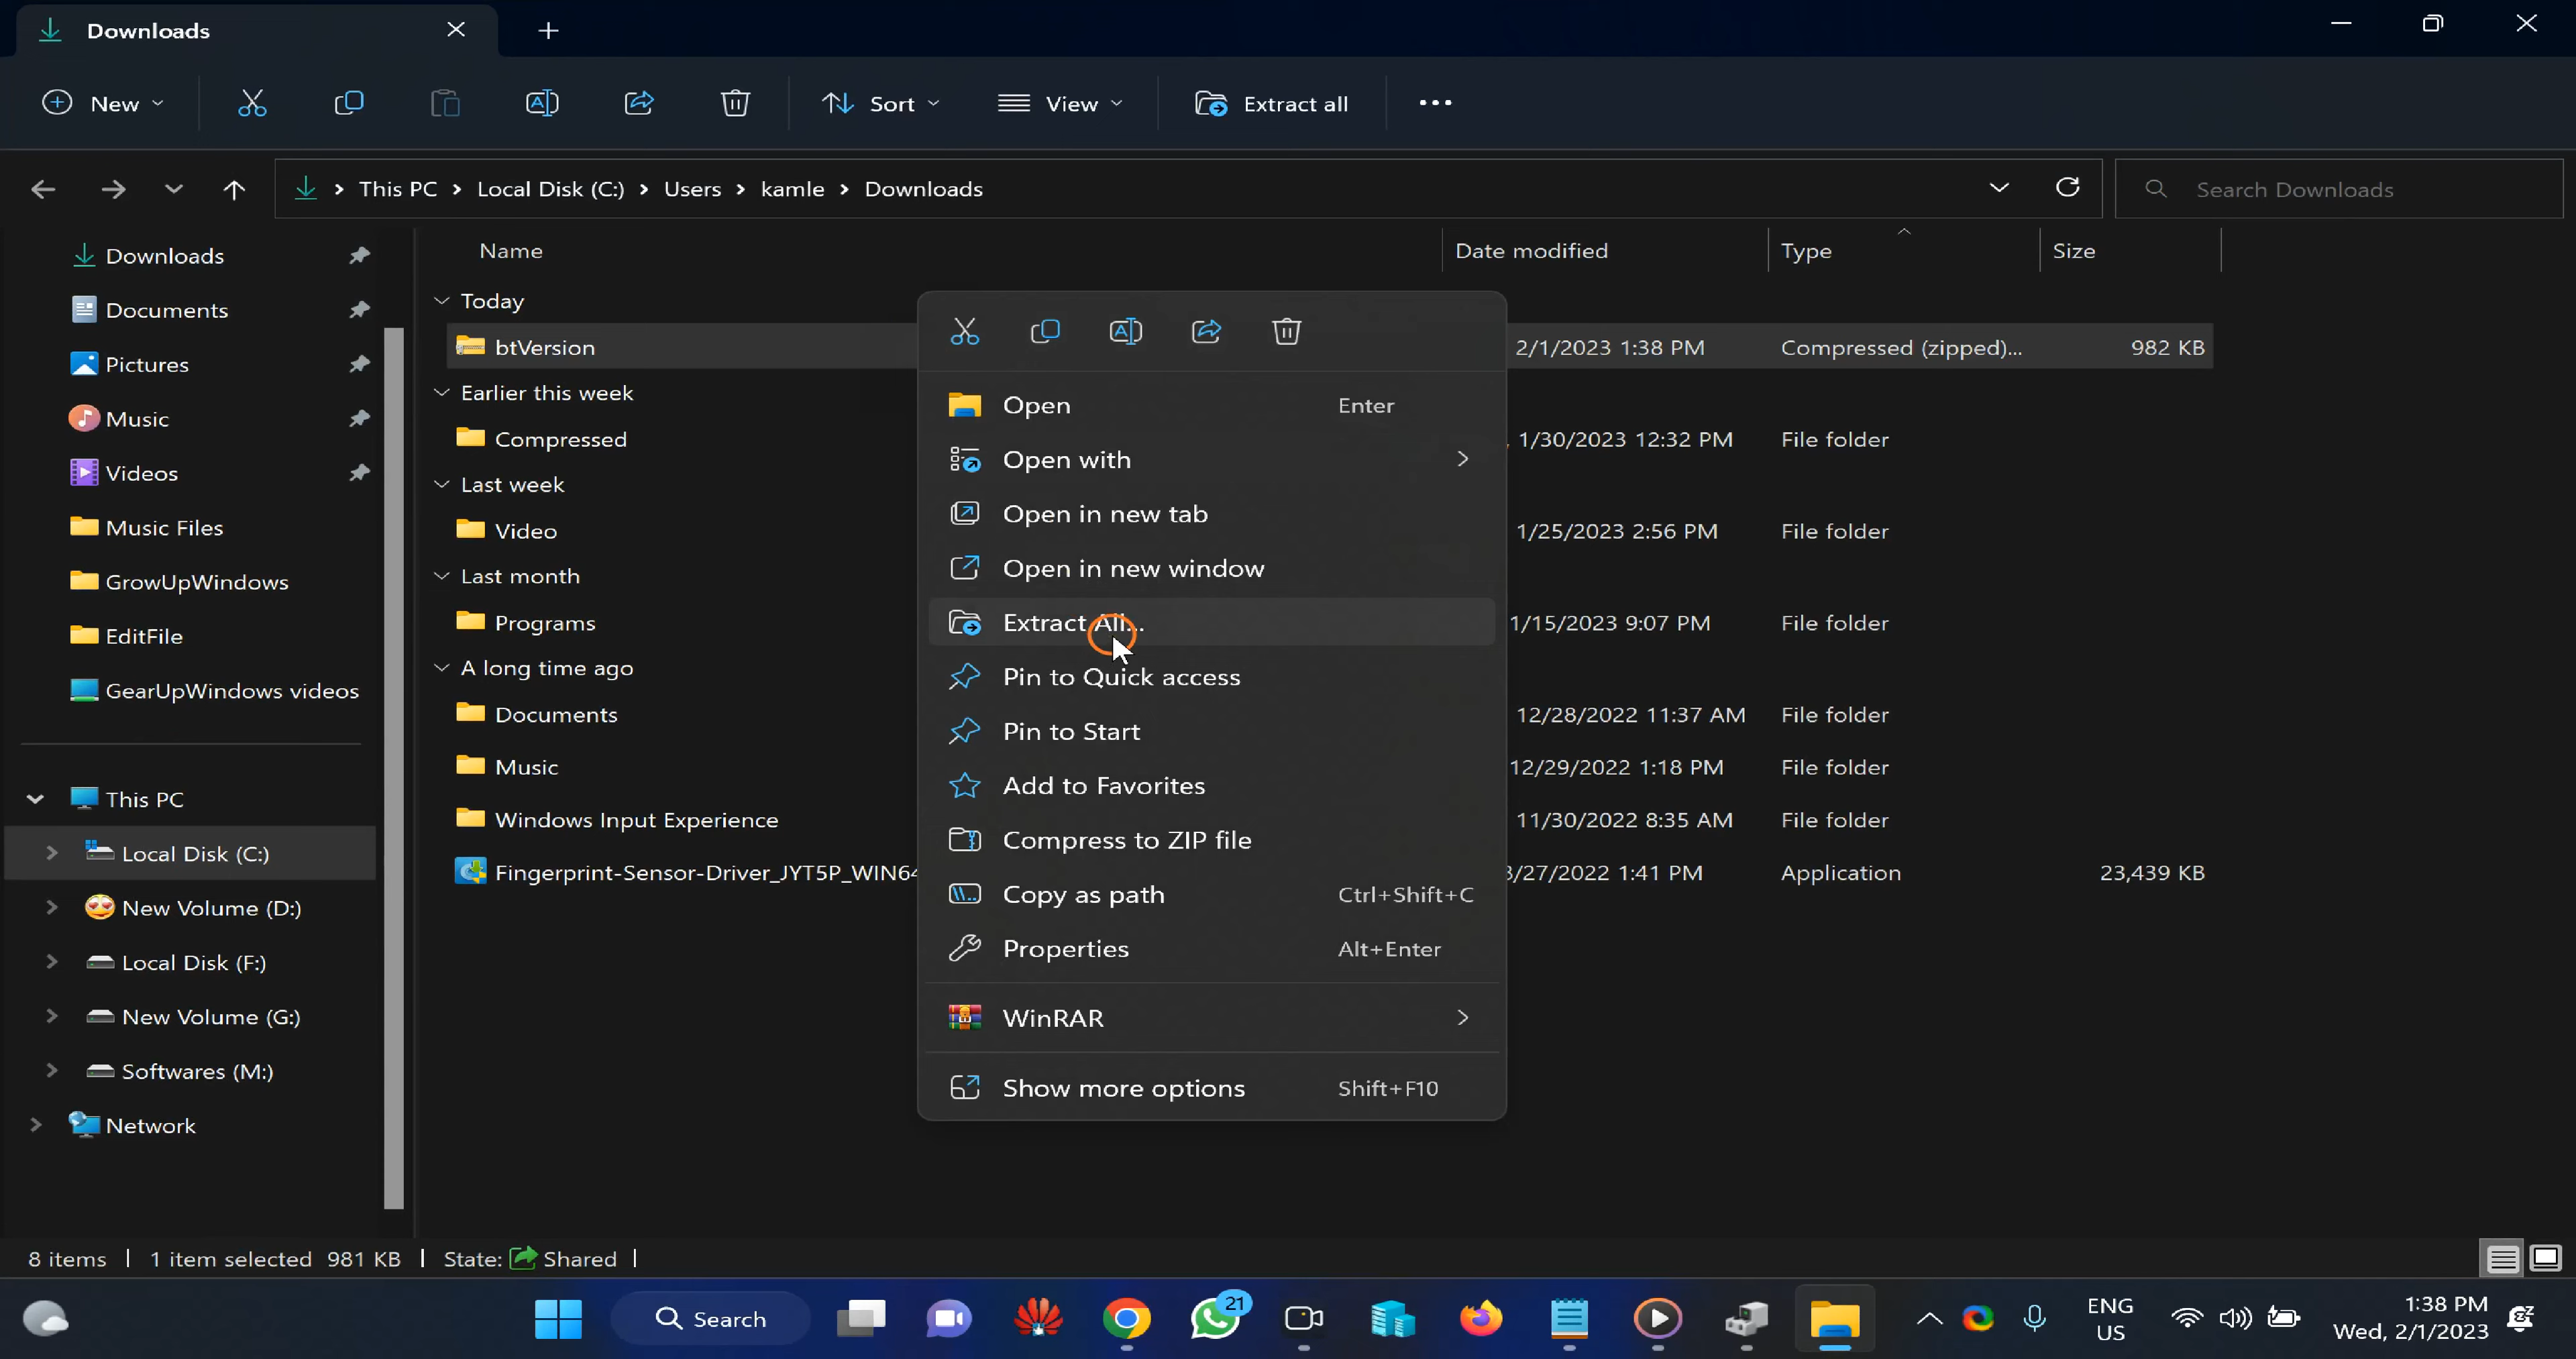 Downloads
New Sort View Extract all
This PC > Local Disk (C:) > Users > kamle > Downloads
Search Downloads
Downloads
Documents
Pictures
Music
Videos
Music Files
GrowUpWindows
EditFile
GearUpWindows videos
This PC
Local Disk (C:)
New Volume (D:)
Local Disk (F:)
New Volume (G:)
Softwares (M:)
Network
Name Date modified Type Size
Today
btVersion 2/1/2023 1:38 PM Compressed (zipped)... 982 KB
Earlier this week
Compressed 1/30/2023 12:32 PM File folder
Last week
Video 1/25/2023 2:56 PM File folder
Last month
Programs 1/15/2023 9:07 PM File folder
A long time ago
Documents 12/28/2022 11:37 AM File folder
Music 12/29/2022 1:18 PM File folder
Windows Input Experience 11/30/2022 8:35 AM File folder
Fingerprint-Sensor-Driver_JYT5P_WIN64 /27/2022 1:41 PM Application 23,439 KB
Open Enter
Open with
Open in new tab
Open in new window
Extract All...
Pin to Quick access
Pin to Start
Add to Favorites
Compress to ZIP file
Copy as path Ctrl+Shift+C
Properties Alt+Enter
WinRAR
Show more options Shift+F10
8 items | 1 item selected 981 KB | State: Shared |
Search
21
ENG
US
1:38 PM
Wed, 2/1/2023